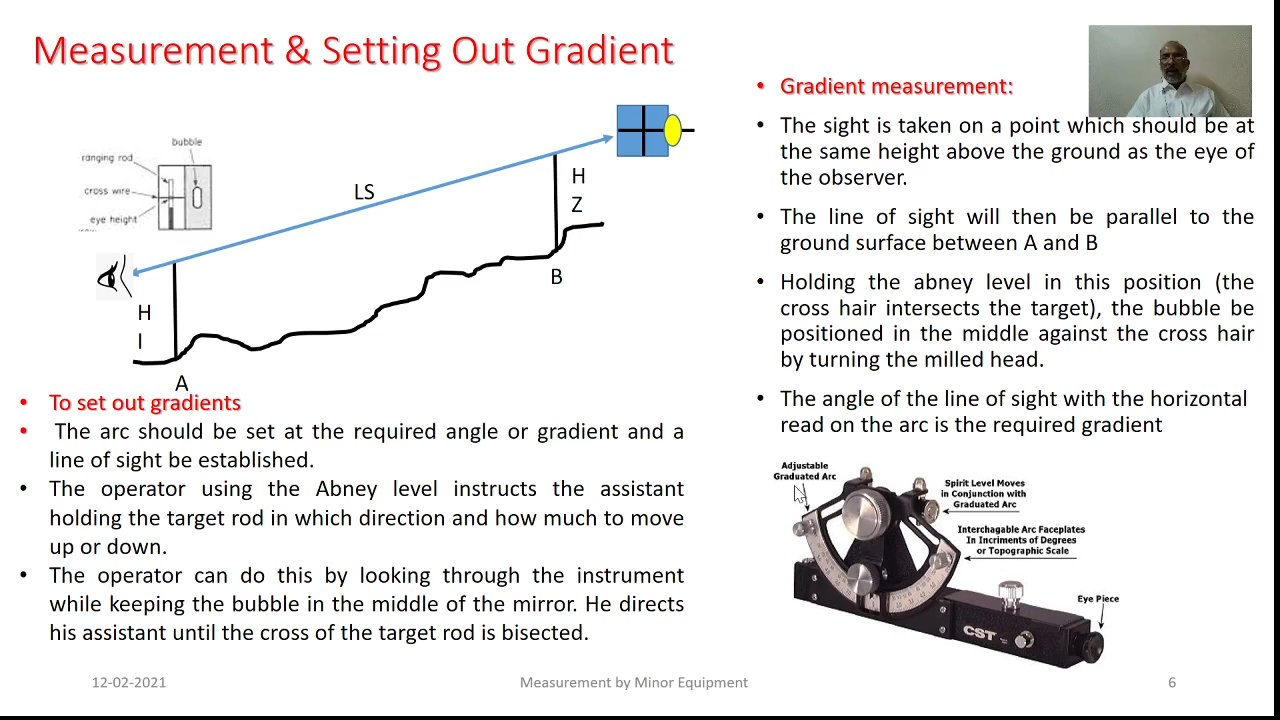 Measurement & Setting Out Gradient
bubble
ranging rod
cross wire
eye height
LS
H
Z
H
I
B
A
• To set out gradients
• The arc should be set at the required angle or gradient and a
line of sight be established.
• The operator using the Abney level instructs the assistant
holding the target rod in which direction and how much to move
up or down.
• The operator can do this by looking through the instrument
while keeping the bubble in the middle of the mirror. He directs
his assistant until the cross of the target rod is bisected.
• Gradient measurement:
• The sight is taken on a point which should be at
the same height above the ground as the eye of
the observer.
• The line of sight will then be parallel to the
ground surface between A and B
• Holding the abney level in this position (the
cross hair intersects the target), the bubble be
positioned in the middle against the cross hair
by turning the milled head.
• The angle of the line of sight with the horizontal
read on the arc is the required gradient
Adjustable
Graduated Arc
Spirit Level Moves
in Conjunction with
Graduated Arc
Interchagable Arc Faceplates
In Incriments of Degrees
or Topographic Scale
Eye Piece
CST
12-02-2021
Measurement by Minor Equipment
6